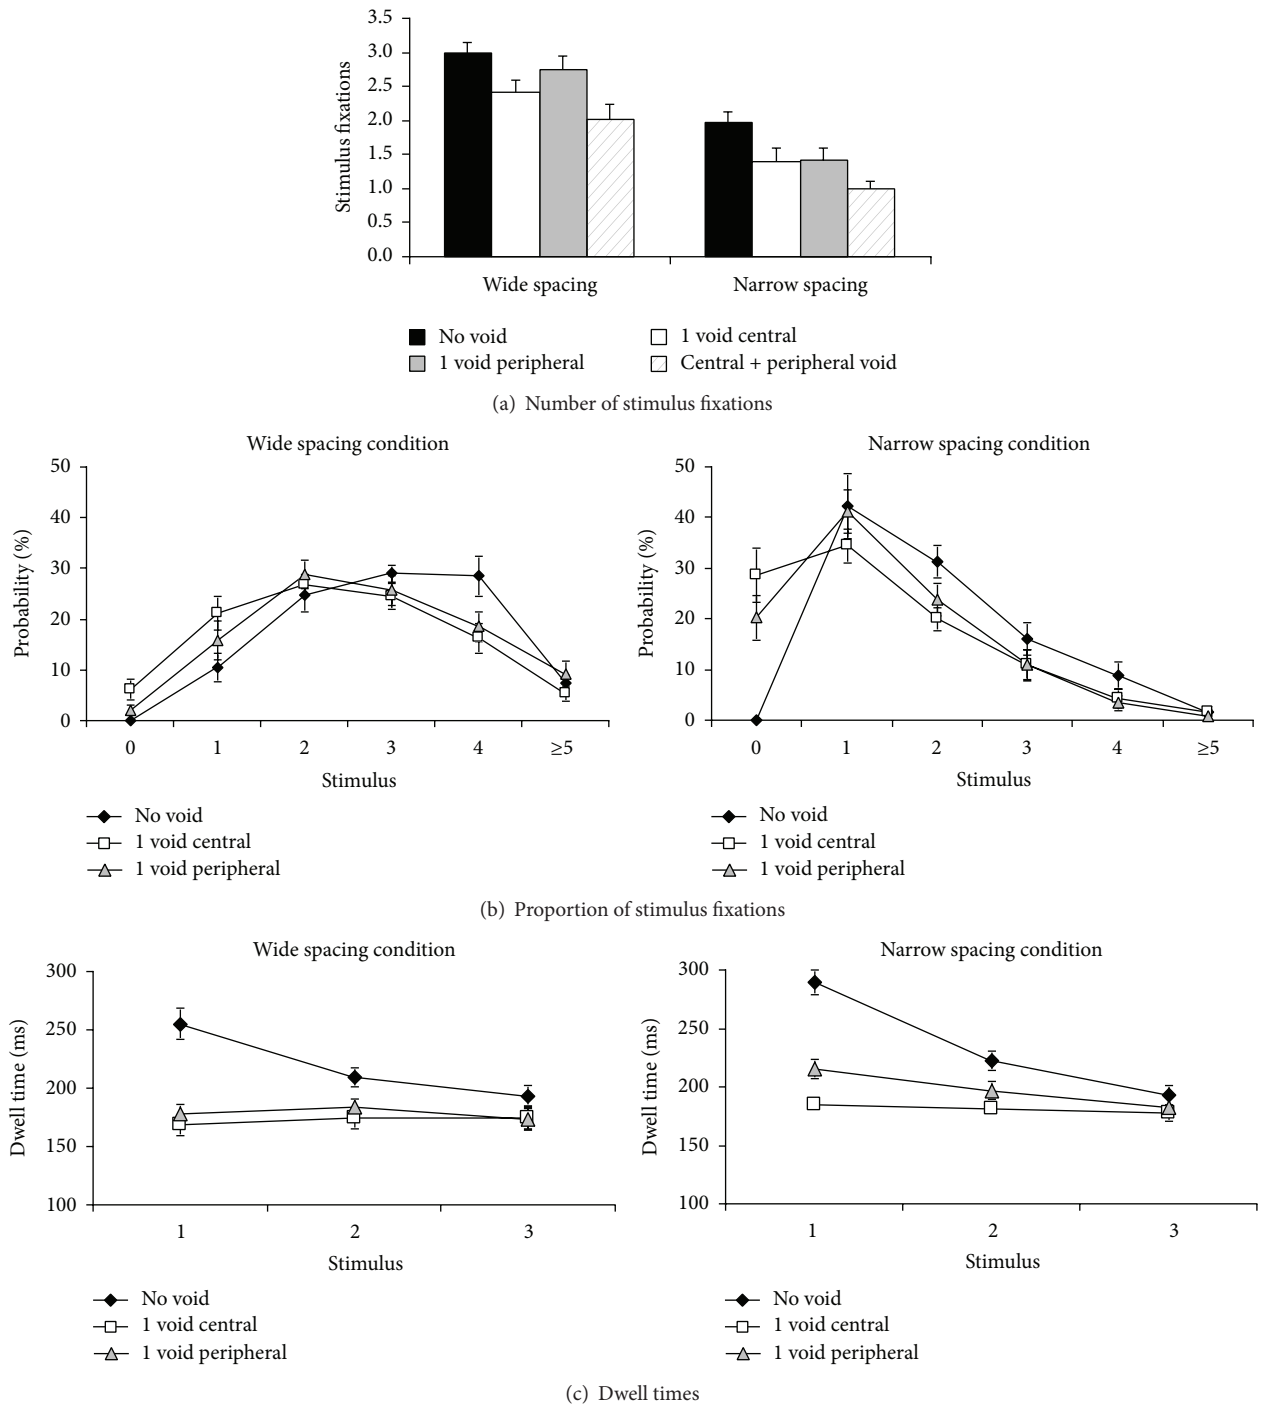 3.5
3.0
2.5
2.0
1.5
1.0
0.5
0.0
Stimulus fixations
Wide spacing Narrow spacing
No void 1 void central
1 void peripheral Central + peripheral void
(a) Number of stimulus fixations
Wide spacing condition
50
40
30
20
10
0
Probability (%)
0 1 2 3 4 ≥5
Stimulus
No void
1 void central
1 void peripheral
Narrow spacing condition
50
40
30
20
10
0
Probability (%)
0 1 2 3 4 ≥5
Stimulus
No void
1 void central
1 void peripheral
(b) Proportion of stimulus fixations
Wide spacing condition
300
250
200
150
100
Dwell time (ms)
1 2 3
Stimulus
No void
1 void central
1 void peripheral
Narrow spacing condition
300
250
200
150
100
Dwell time (ms)
1 2 3
Stimulus
No void
1 void central
1 void peripheral
(c) Dwell times